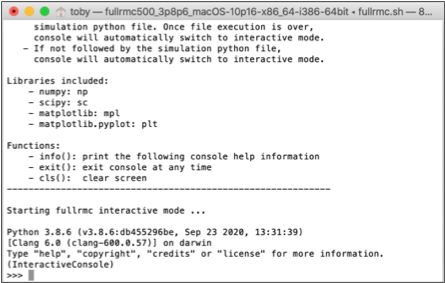 toby — fullrmc500_3p8p6_macOS-10p16-x86_64-i386-64bit • fullrmc.sh — 8...
simulation python file. Once file execution is over,
console will automatically switch to interactive mode.
- If not followed by the simulation python file,
console will automatically switch to interactive mode.
Libraries included:
- numpy: np
- scipy: sc
- matplotlib: mpl
- matplotlib.pyplot: plt
Functions:
- info(): print the following console help information
- exit(): exit console at any time
- cls():  clear screen
------------------------------------------------------------
Starting fullrmc interactive mode ...
Python 3.8.6 (v3.8.6:db455296be, Sep 23 2020, 13:31:39)
[Clang 6.0 (clang-600.0.57)] on darwin
Type "help", "copyright", "credits" or "license" for more information.
(InteractiveConsole)
>>>